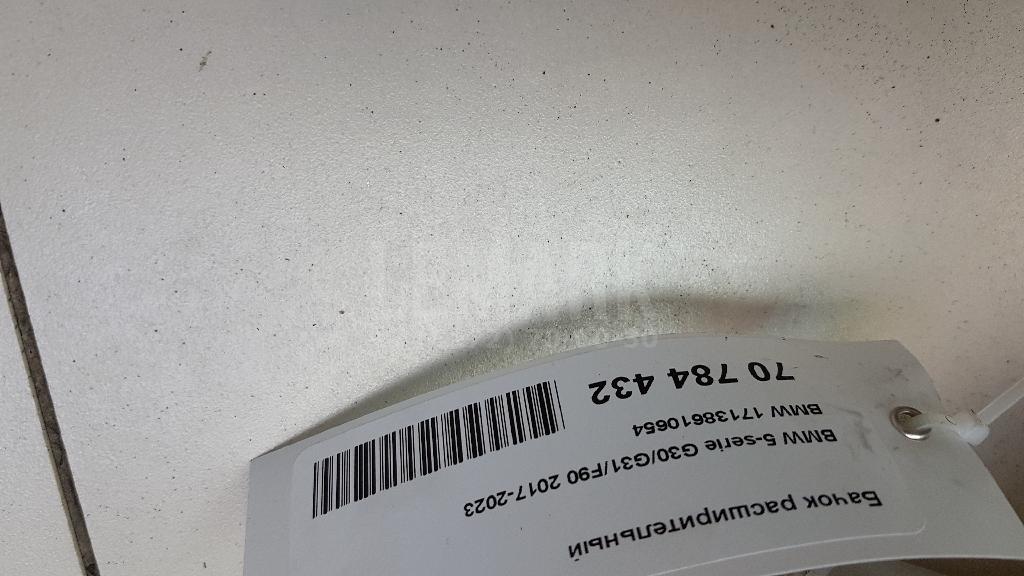 Бачок расширительный
BMW 5-serie G30/G31/F90 2017-2023
BMW 17138610654
70 784 432